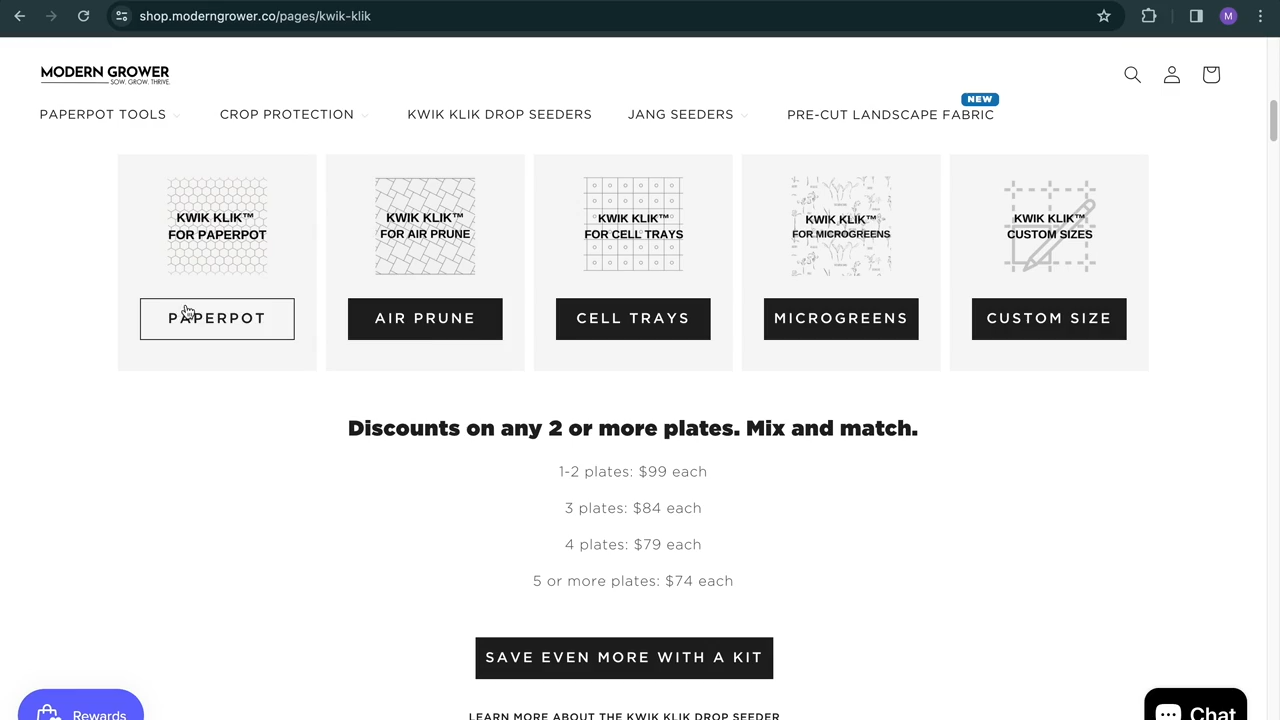 shop.moderngrower.co/pages/kwik-klik
M
MODERN GROWER
SOW. GROW. THRIVE.
NEW
PAPERPOT TOOLS CROP PROTECTION KWIK KLIK DROP SEEDERS JANG SEEDERS PRE-CUT LANDSCAPE FABRIC
KWIK KLIK™
FOR PAPERPOT
PAPERPOT
KWIK KLIK™
FOR AIR PRUNE
AIR PRUNE
KWIK KLIK™
FOR CELL TRAYS
CELL TRAYS
KWIK KLIK™
FOR MICROGREENS
MICROGREENS
KWIK KLIK™
CUSTOM SIZES
CUSTOM SIZE
Discounts on any 2 or more plates. Mix and match.
1-2 plates: $99 each
3 plates: $84 each
4 plates: $79 each
5 or more plates: $74 each
SAVE EVEN MORE WITH A KIT
LEARN MORE ABOUT THE KWIK KLIK DROP SEEDER
Rewards
Chat